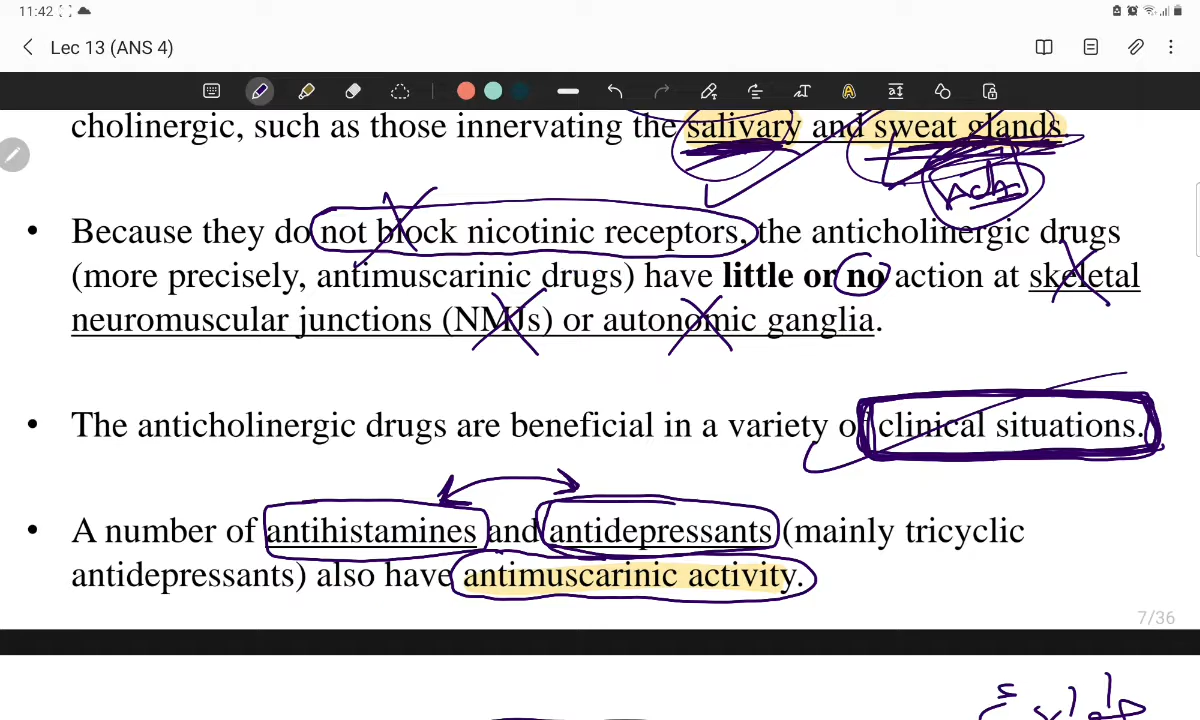 11:42
Lec 13 (ANS 4)
cholinergic, such as those innervating the salivary and sweat glands.
Ach
• Because they do not block nicotinic receptors, the anticholinergic drugs
(more precisely, antimuscarinic drugs) have little or no action at skeletal
neuromuscular junctions (NMJs) or autonomic ganglia.
• The anticholinergic drugs are beneficial in a variety of clinical situations.
• A number of antihistamines and antidepressants (mainly tricyclic
antidepressants) also have antimuscarinic activity.
7/36